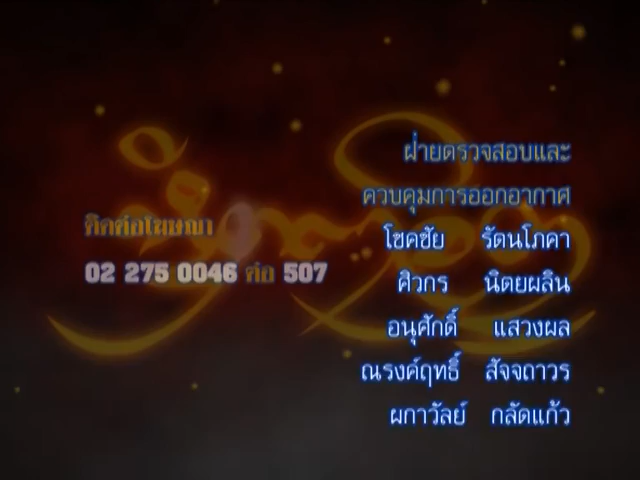 ติดต่อโฆษณา
02 275 0046 ต่อ 507
ฝ่ายตรวจสอบและ
ควบคุมการออกอากาศ
โชคชัย รัตนโภคา
ศิวกร นิตยผลิน
อนุศักดิ์ แสวงผล
ณรงค์ฤทธิ์ สัจจถาวร
ผกาวัลย์ กลัดแก้ว